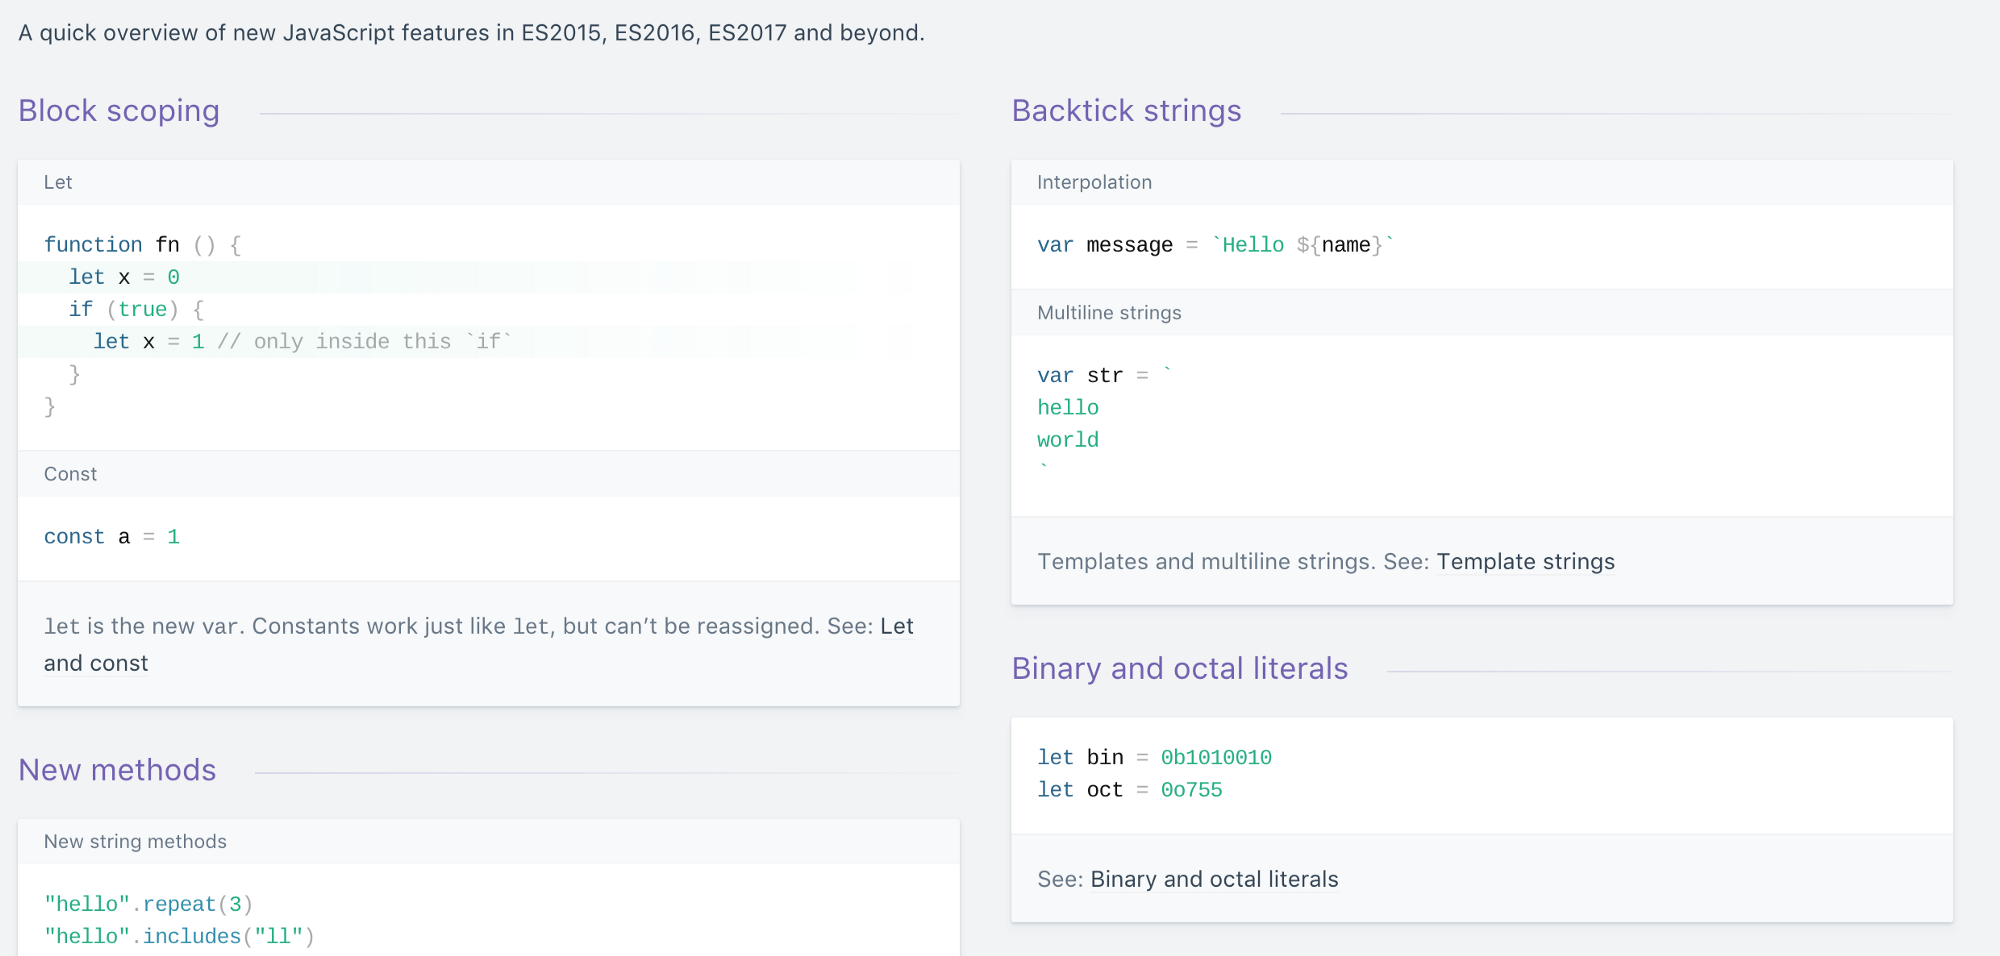 A quick overview of new JavaScript features in ES2015, ES2016, ES2017 and beyond.
Block scoping
Let
function fn () {
  let x = 0
  if (true) {
    let x = 1 // only inside this `if`
  }
}
Const
const a = 1
let is the new var. Constants work just like let, but can’t be reassigned. See: Let
and const
New methods
New string methods
"hello".repeat(3)
"hello".includes("ll")
Backtick strings
Interpolation
var message = `Hello ${name}`
Multiline strings
var str = `
hello
world
`
Templates and multiline strings. See: Template strings
Binary and octal literals
let bin = 0b1010010
let oct = 0o755
See: Binary and octal literals